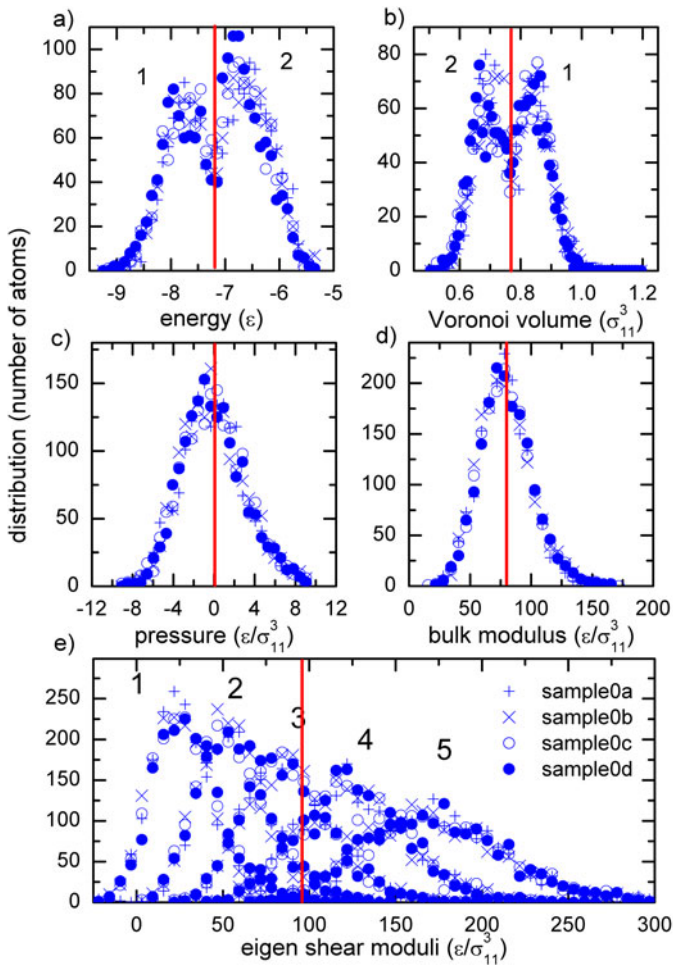 a)
b)
1
2
2
1
100
80
60
40
20
0
80
60
40
20
0
-9 -8 -7 -6 -5
0.6 0.8 1.0 1.2
energy (ε)
Voronoi volume (σ³₁₁)
distribution (number of atoms)
c)
d)
150
100
50
0
200
150
100
50
0
-12 -8 -4 0 4 8 12
0 50 100 150 200
pressure (ε/σ³₁₁)
bulk modulus (ε/σ³₁₁)
e)
1
2
3
4
5
250
200
150
100
50
0
+ sample0a
× sample0b
○ sample0c
● sample0d
0 50 100 150 200 250 300
eigen shear moduli (ε/σ³₁₁)